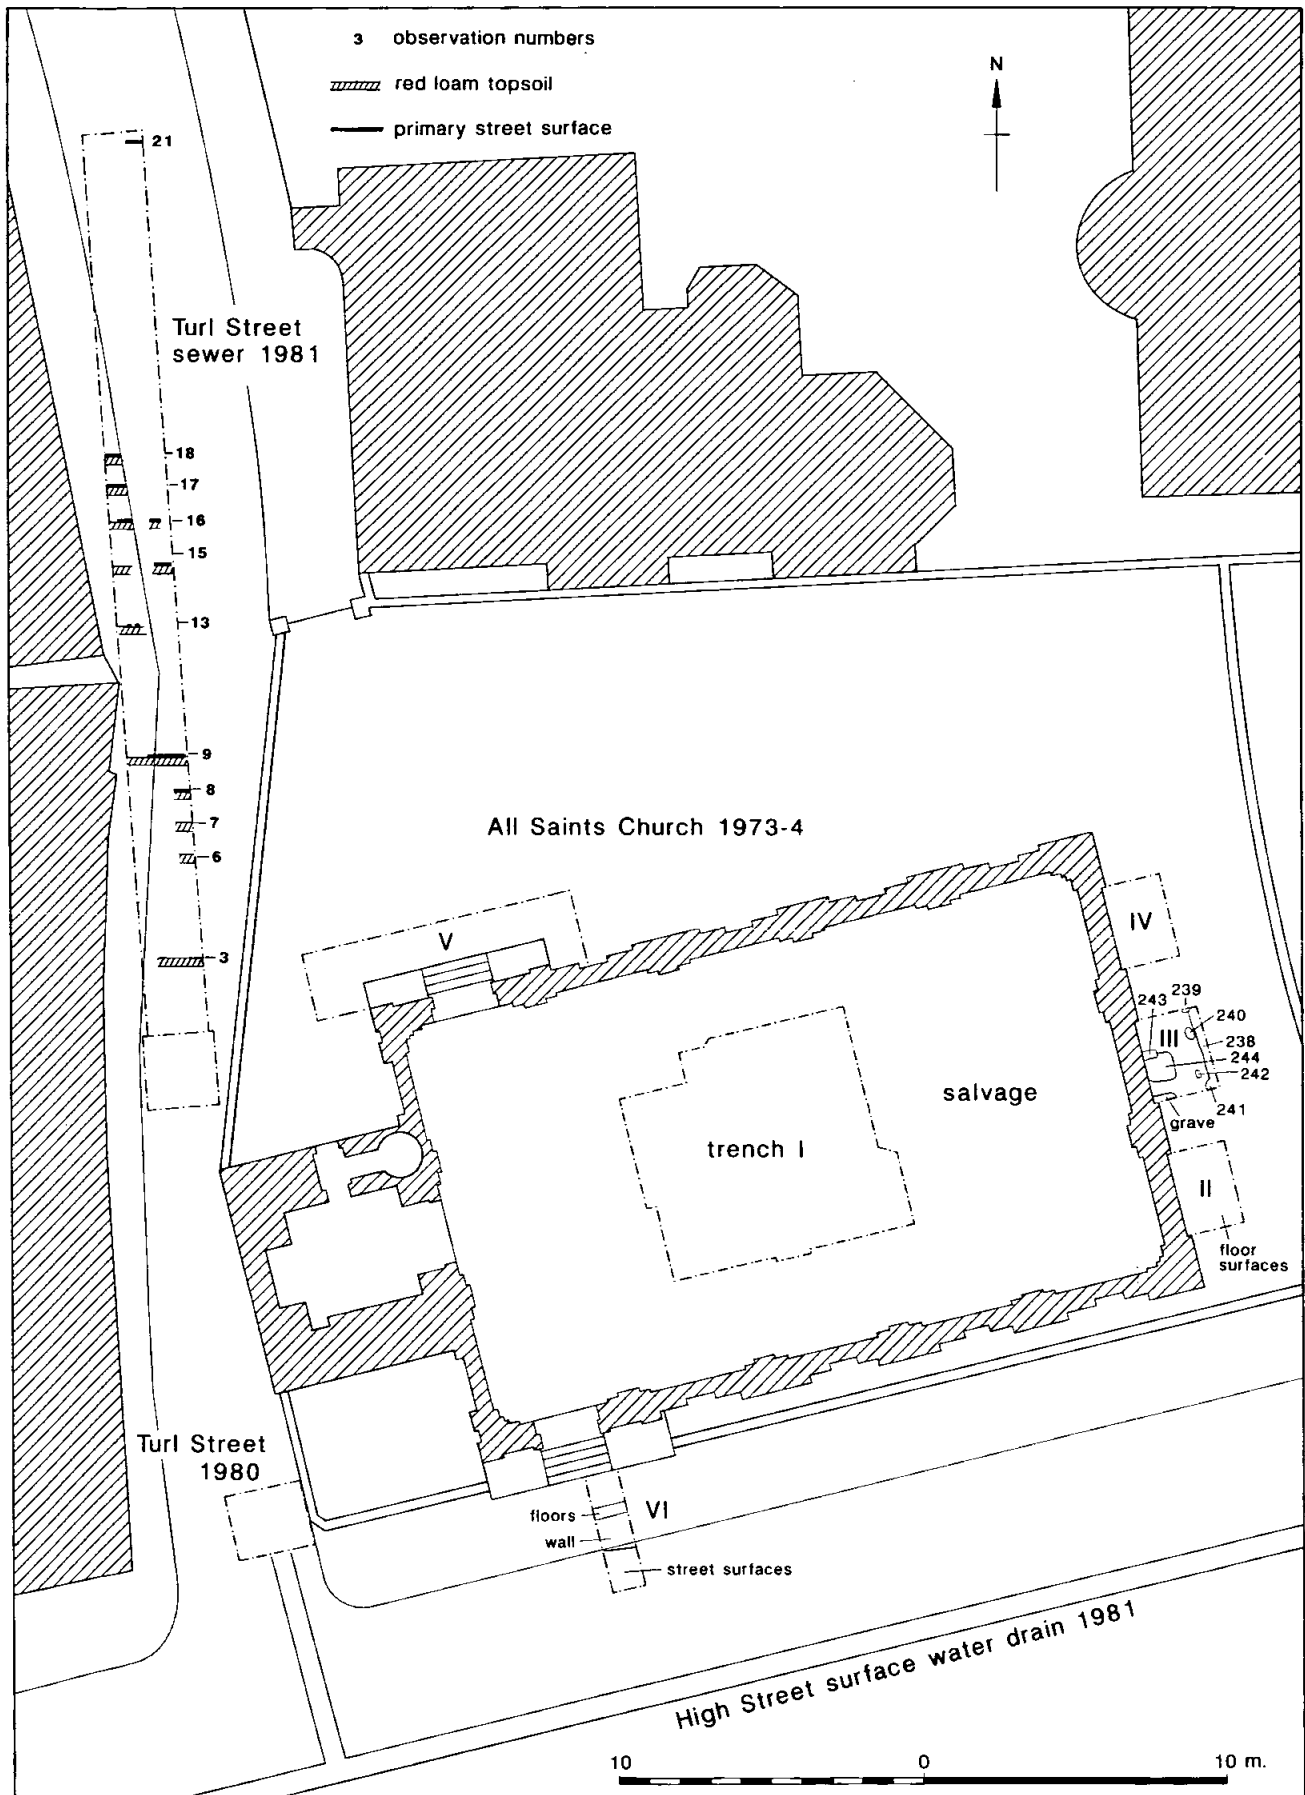 3 observation numbers
red loam topsoil
primary street surface
N
21
Turl Street
sewer 1981
18
17
16
15
13
9
8
7
6
3
All Saints Church 1973-4
V
IV
243
239
III
240
238
244
242
241
grave
salvage
trench I
II
floor
surfaces
Turl Street
1980
floors
VI
wall
street surfaces
High Street surface water drain 1981
10 0 10 m.